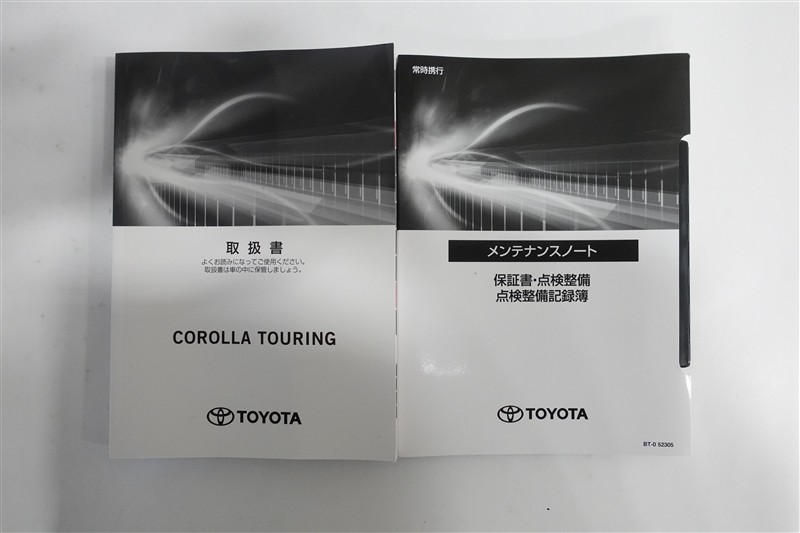 取扱書
よくお読みになってご使用ください。
取扱書は車の中に保管しましょう。
COROLLA TOURING
TOYOTA
常時携行
メンテナンスノート
保証書・点検整備
点検整備記録簿
TOYOTA
BT-0 52305